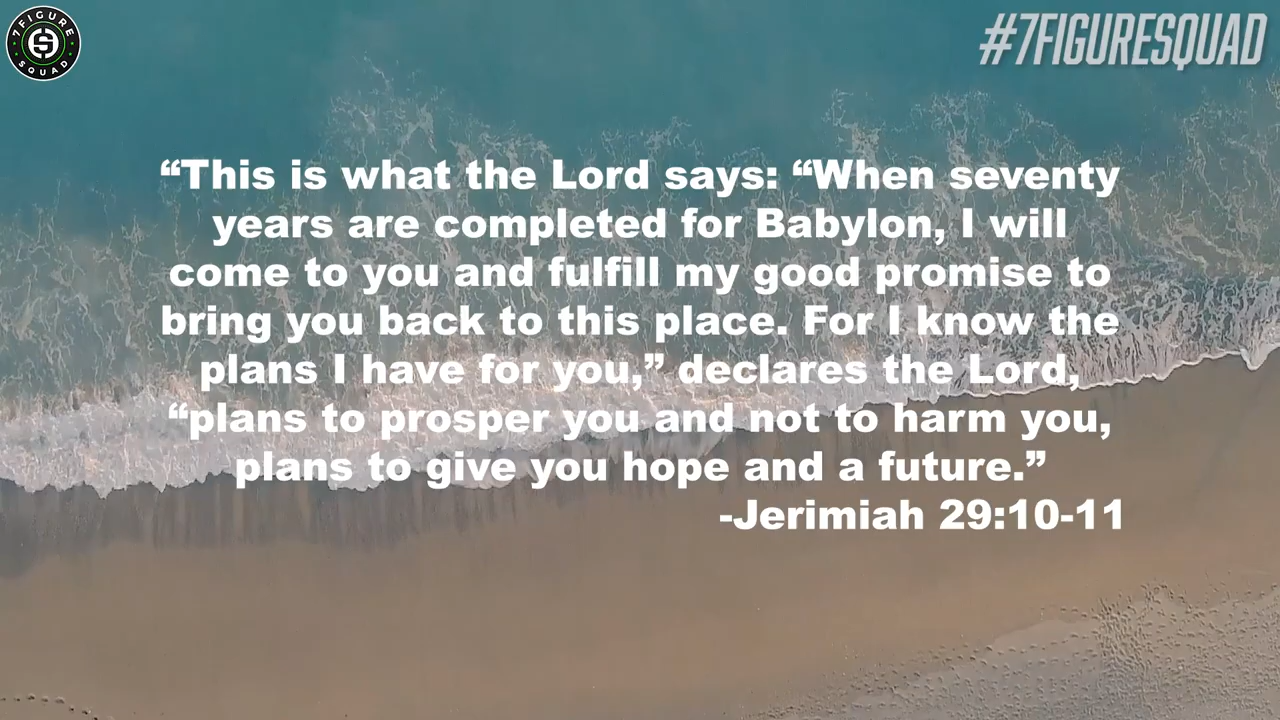 7FIGURE
SQUAD
#7FIGURESQUAD
“This is what the Lord says: “When seventy
years are completed for Babylon, I will
come to you and fulfill my good promise to
bring you back to this place. For I know the
plans I have for you,” declares the Lord,
“plans to prosper you and not to harm you,
plans to give you hope and a future.”
-Jerimiah 29:10-11